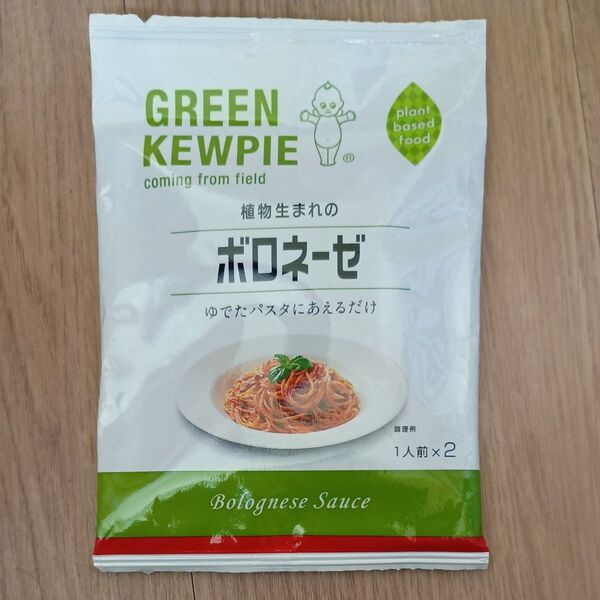 GREEN
KEWPIE
®
coming from field
plant
based
food
植物生まれの
ボロネーゼ
ゆでたパスタにあえるだけ
調理例
1人前×2
Bolognese Sauce